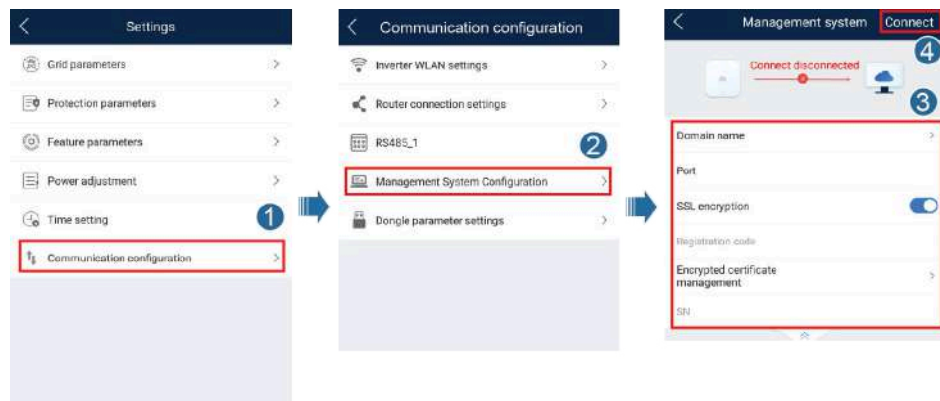 Settings
Grid parameters
Protection parameters
Feature parameters
Power adjustment
Time setting
1
Communication configuration
Communication configuration
Inverter WLAN settings
Router connection settings
RS485_1
2
Management System Configuration
Dongle parameter settings
Management system Connect
4
Connect disconnected
3
Domain name
Port
SSL encryption
Registration code
Encrypted certificate
management
SN